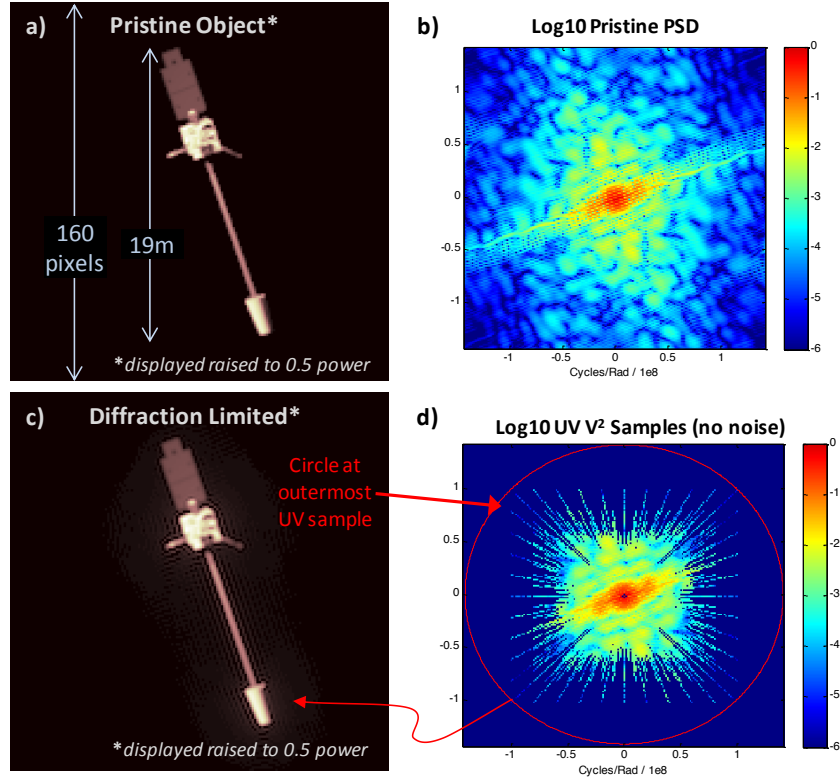 a) Pristine Object*
160
pixels
19m
*displayed raised to 0.5 power
b) Log10 Pristine PSD
1
0.5
0
-0.5
-1
-1 -0.5 0 0.5 1
Cycles/Rad / 1e8
0
-1
-2
-3
-4
-5
-6
c) Diffraction Limited*
Circle at
outermost
UV sample
*displayed raised to 0.5 power
d) Log10 UV V² Samples (no noise)
1
0.5
0
-0.5
-1
-1 -0.5 0 0.5 1
Cycles/Rad / 1e8
0
-1
-2
-3
-4
-5
-6